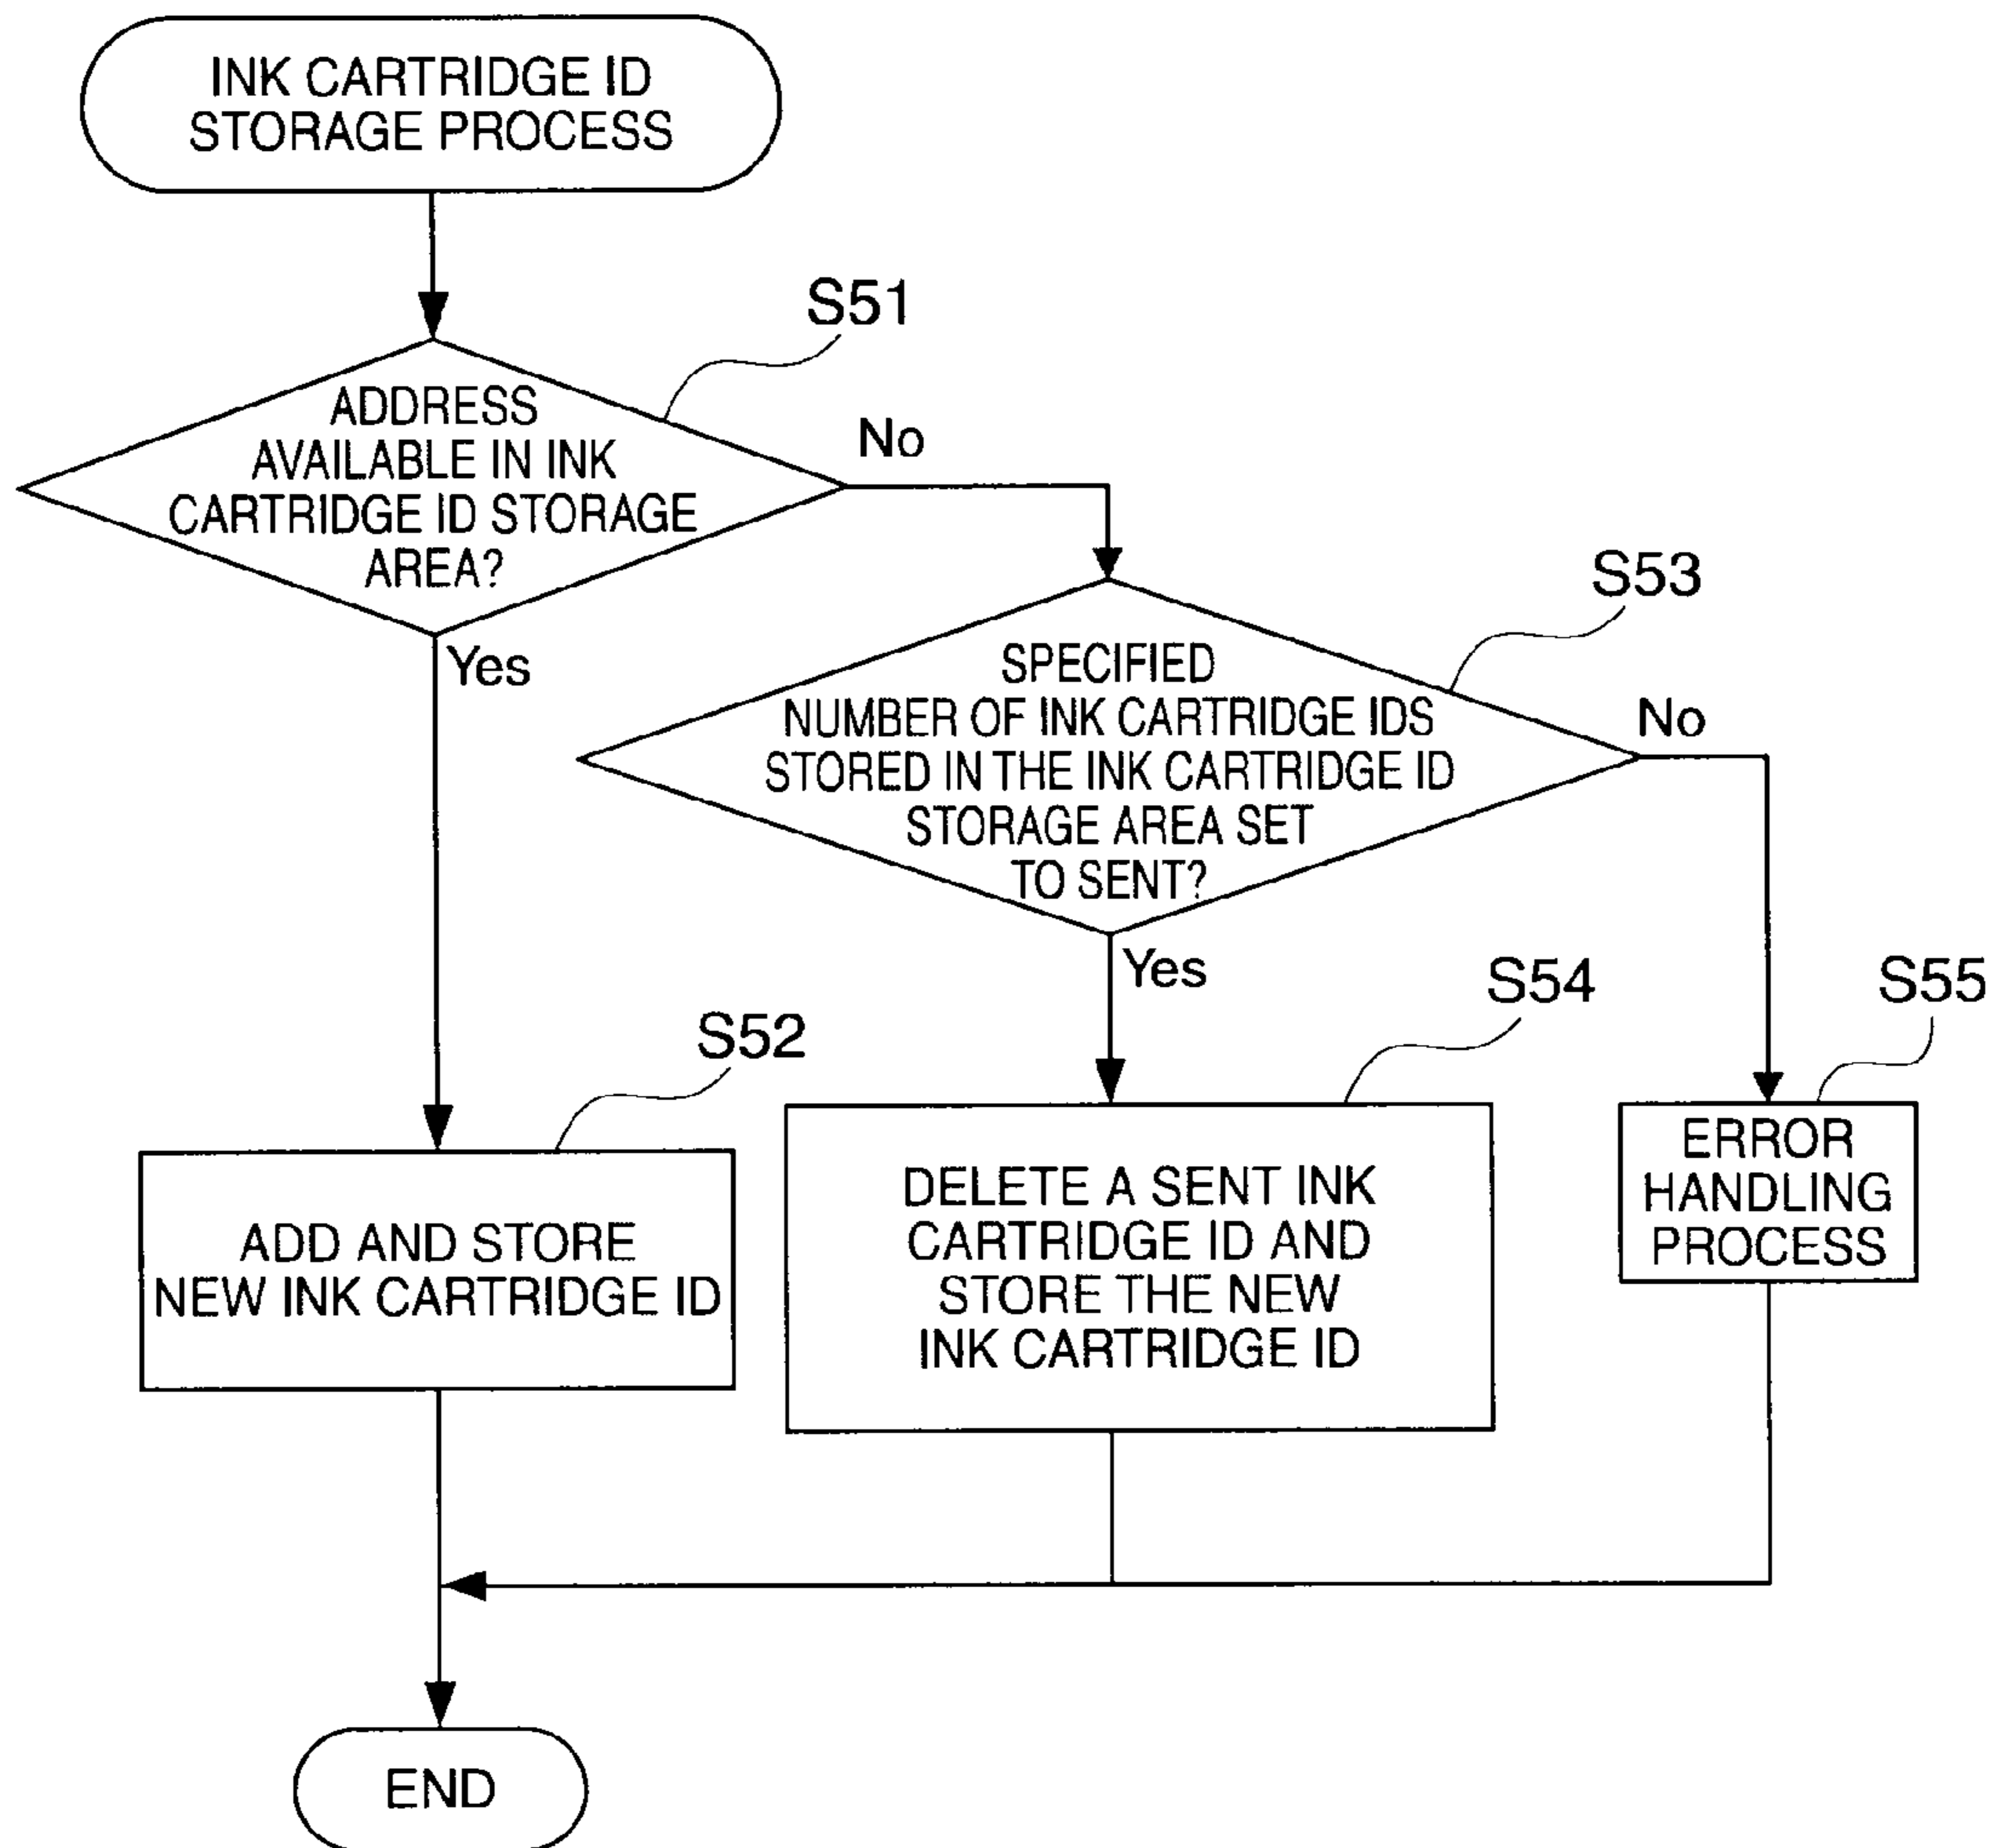 INK CARTRIDGE ID
STORAGE PROCESS
S51
ADDRESS
AVAILABLE IN INK
CARTRIDGE ID STORAGE
AREA?
No
Yes
S53
SPECIFIED
NUMBER OF INK CARTRIDGE IDS
STORED IN THE INK CARTRIDGE ID
STORAGE AREA SET
TO SENT?
No
Yes
S52
ADD AND STORE
NEW INK CARTRIDGE ID
S54
DELETE A SENT INK
CARTRIDGE ID AND
STORE THE NEW
INK CARTRIDGE ID
S55
ERROR
HANDLING
PROCESS
END